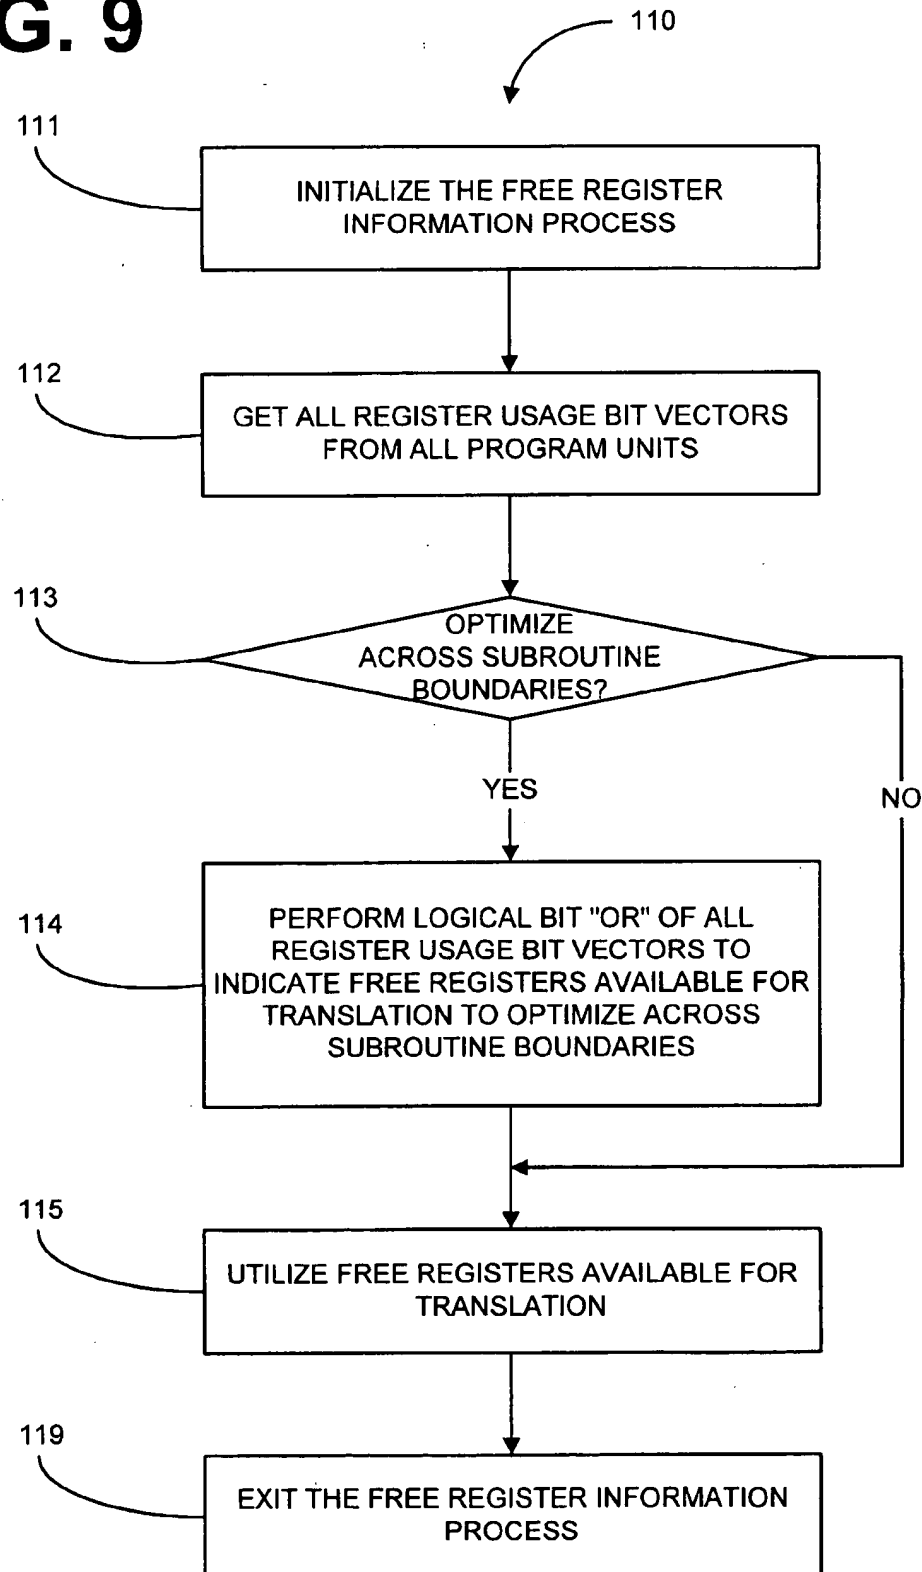 G. 9
110
111
INITIALIZE THE FREE REGISTER
INFORMATION PROCESS
112
GET ALL REGISTER USAGE BIT VECTORS
FROM ALL PROGRAM UNITS
113
OPTIMIZE
ACROSS SUBROUTINE
BOUNDARIES?
YES
NO
114
PERFORM LOGICAL BIT "OR" OF ALL
REGISTER USAGE BIT VECTORS TO
INDICATE FREE REGISTERS AVAILABLE FOR
TRANSLATION TO OPTIMIZE ACROSS
SUBROUTINE BOUNDARIES
115
UTILIZE FREE REGISTERS AVAILABLE FOR
TRANSLATION
119
EXIT THE FREE REGISTER INFORMATION
PROCESS